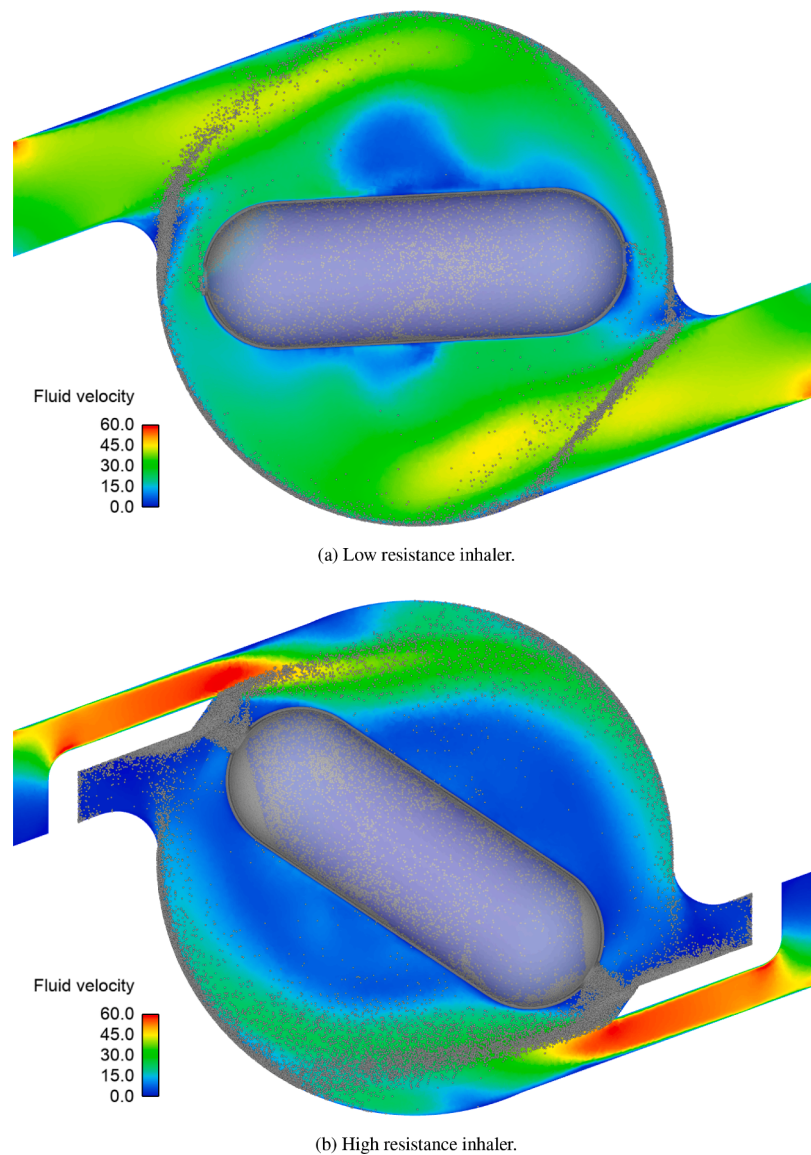 Fluid velocity
60.0
45.0
30.0
15.0
0.0
(a) Low resistance inhaler.
Fluid velocity
60.0
45.0
30.0
15.0
0.0
(b) High resistance inhaler.